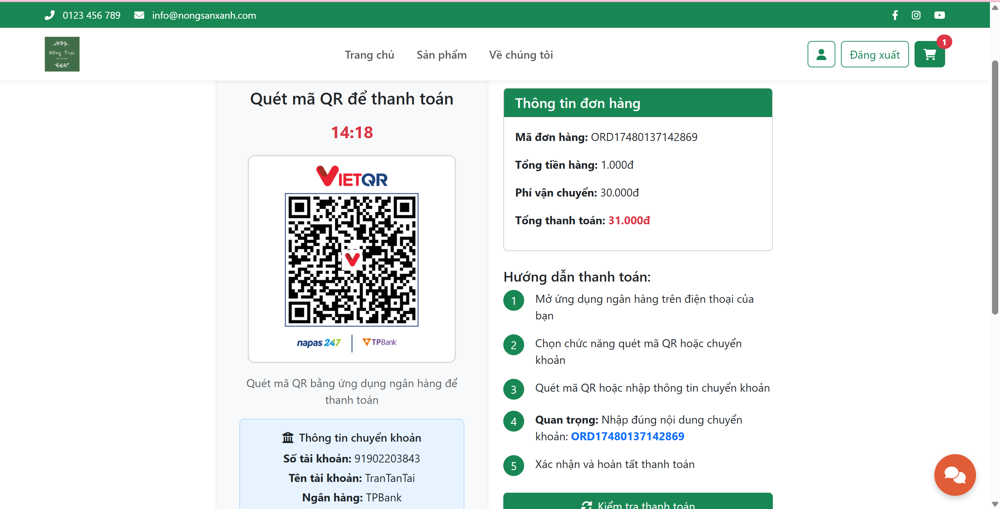 0123 456 789 info@nongsanxanh.com
Nông Trại
Trang chủ Sản phẩm Về chúng tôi Đăng xuất 1
Quét mã QR để thanh toán
14:18
VIETQR
napas 247 TPBank
Quét mã QR bằng ứng dụng ngân hàng để
thanh toán
Thông tin chuyển khoản
Số tài khoản: 91902203843
Tên tài khoản: TranTanTai
Ngân hàng: TPBank
Thông tin đơn hàng
Mã đơn hàng: ORD17480137142869
Tổng tiền hàng: 1.000đ
Phí vận chuyển: 30.000đ
Tổng thanh toán: 31.000đ
Hướng dẫn thanh toán:
1 Mở ứng dụng ngân hàng trên điện thoại của
bạn
2 Chọn chức năng quét mã QR hoặc chuyển
khoản
3 Quét mã QR hoặc nhập thông tin chuyển khoản
4 Quan trọng: Nhập đúng nội dung chuyển
khoản: ORD17480137142869
5 Xác nhận và hoàn tất thanh toán
Kiểm tra thanh toán